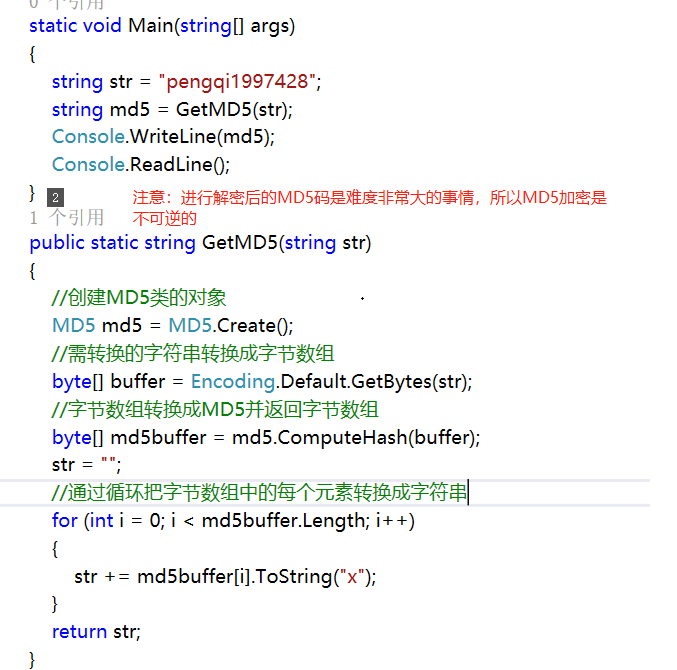 0 个引用
static void Main(string[] args)
{
string str = "pengqi1997428";
string md5 = GetMD5(str);
Console.WriteLine(md5);
Console.ReadLine();
}
2
注意：进行解密后的MD5码是难度非常大的事情，所以MD5加密是
不可逆的
1 个引用
public static string GetMD5(string str)
{
//创建MD5类的对象
MD5 md5 = MD5.Create();
//需转换的字符串转换成字节数组
byte[] buffer = Encoding.Default.GetBytes(str);
//字节数组转换成MD5并返回字节数组
byte[] md5buffer = md5.ComputeHash(buffer);
str = "";
//通过循环把字节数组中的每个元素转换成字符串
for (int i = 0; i < md5buffer.Length; i++)
{
str += md5buffer[i].ToString("x");
}
return str;
}